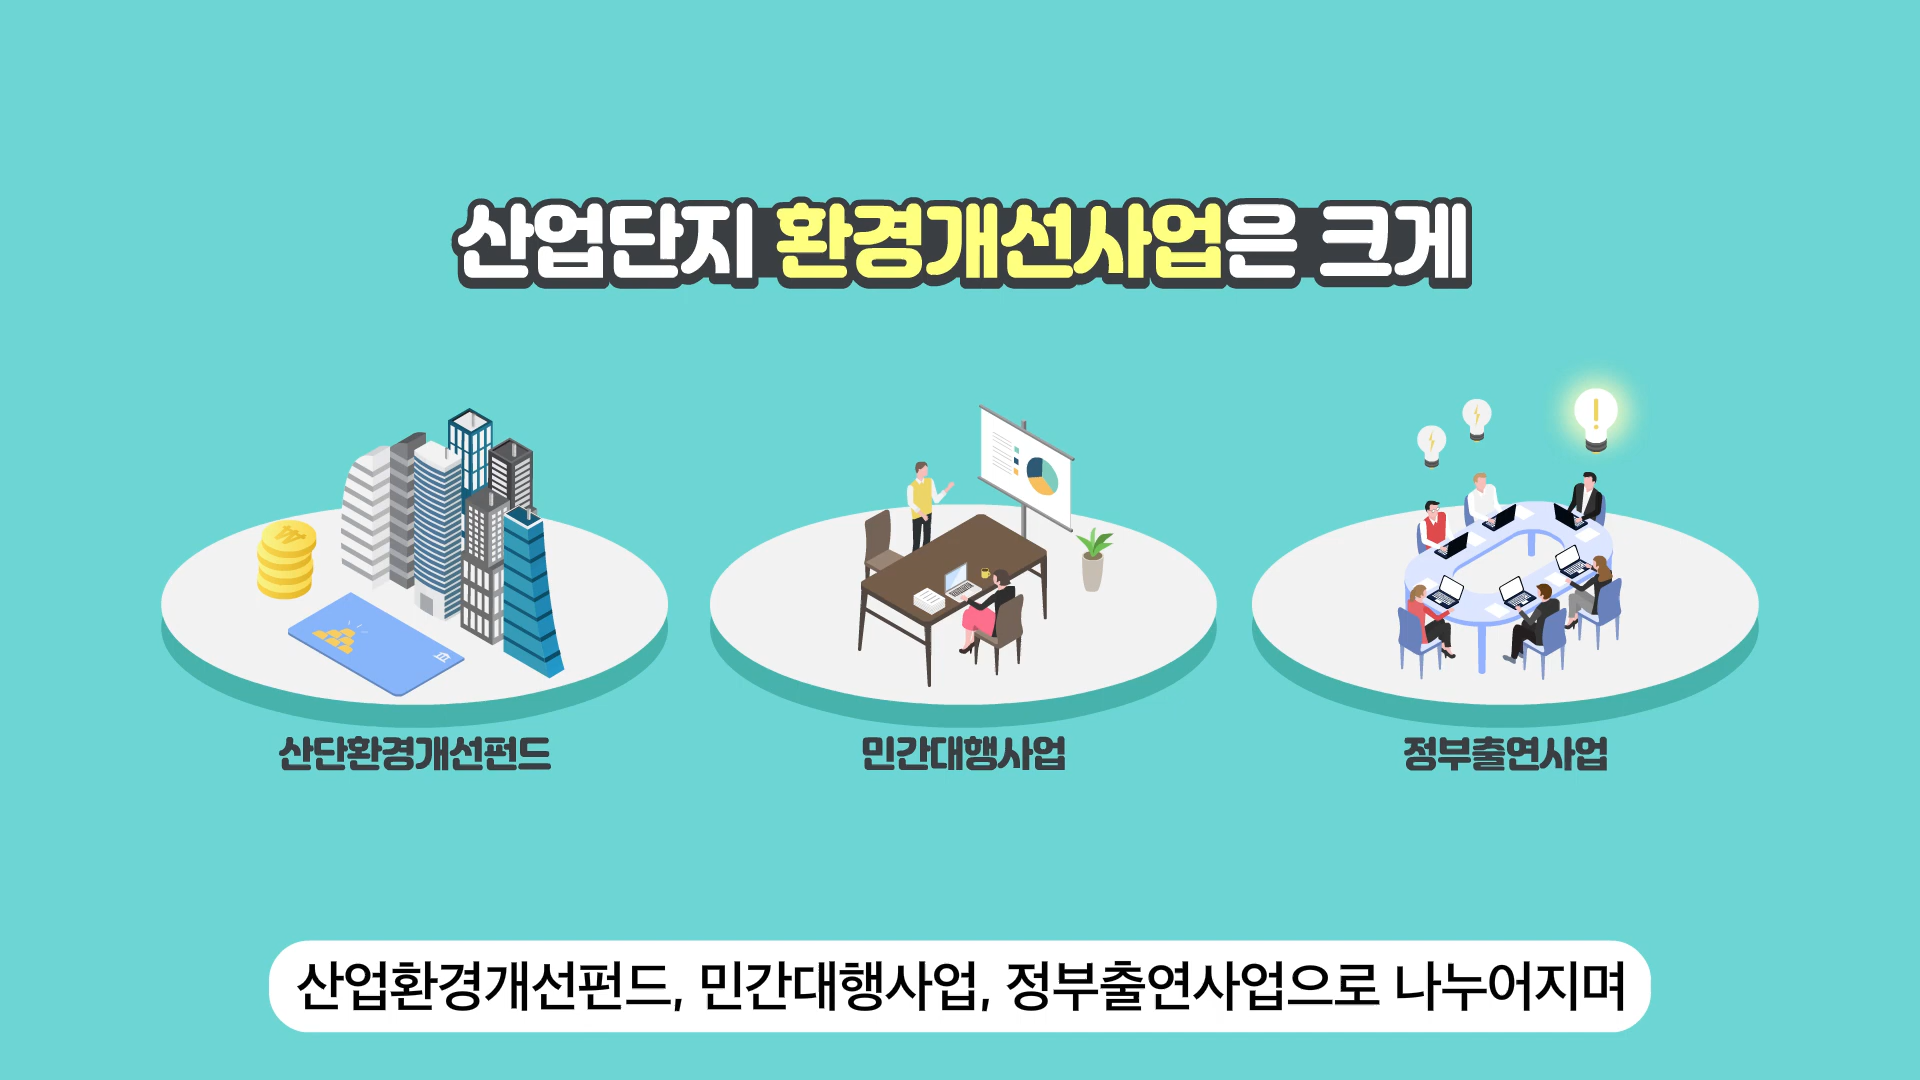 산업단지 환경개선사업은 크게
산단환경개선펀드
민간대행사업
정부출연사업
산업환경개선펀드, 민간대행사업, 정부출연사업으로 나누어지며